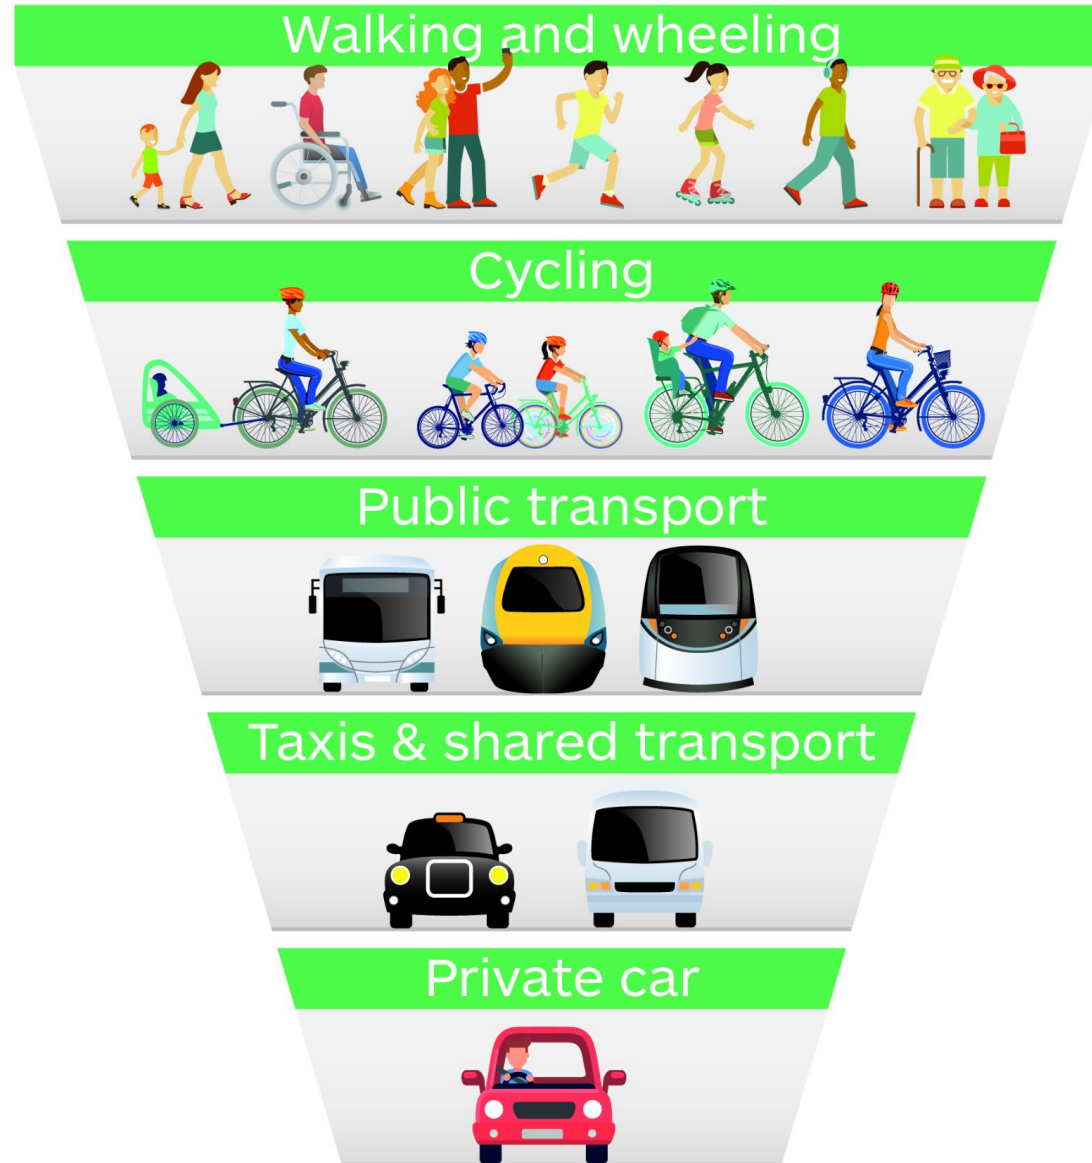 Walking and wheeling
Cycling
Public transport
Taxis & shared transport
Private car